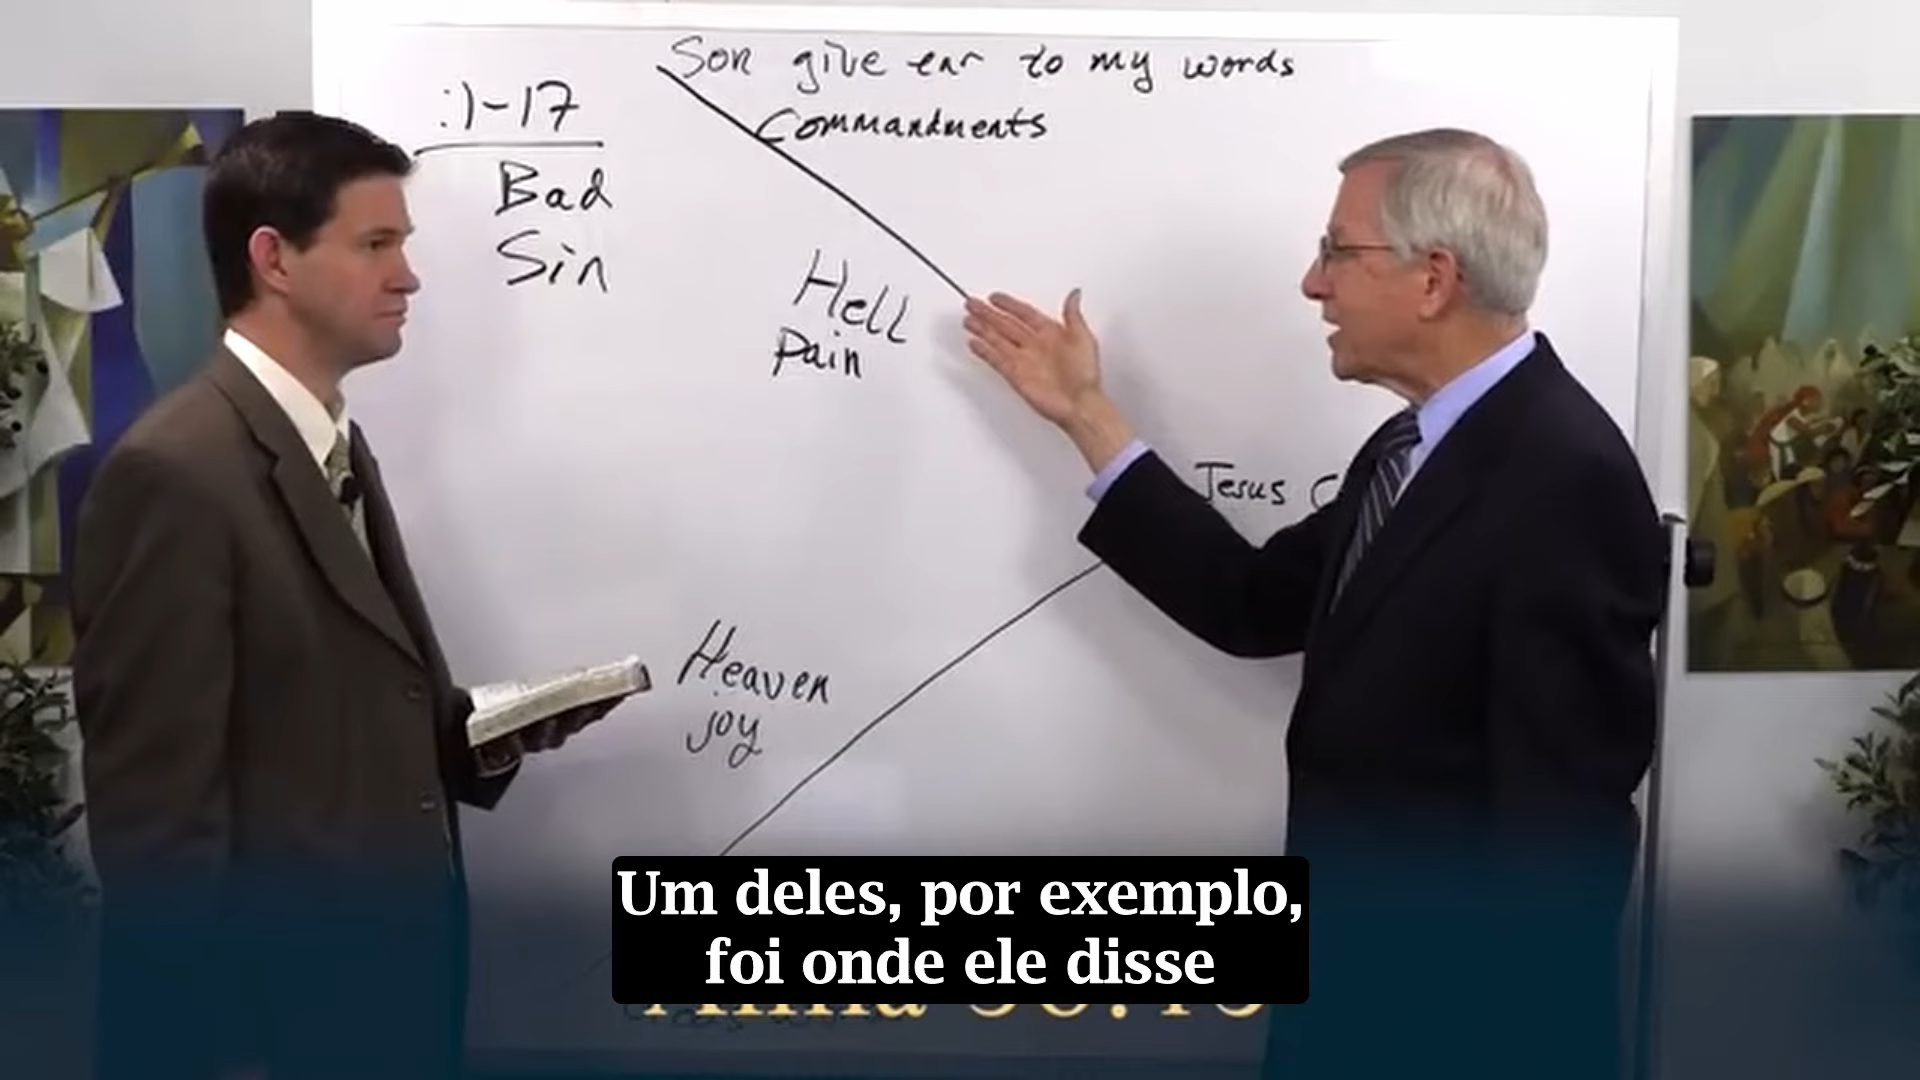 Son give ear to my words
Commandments
:1-17
Bad
Sin
Hell
Pain
Jesus C
Heaven
joy
Um deles, por exemplo,
foi onde ele disse